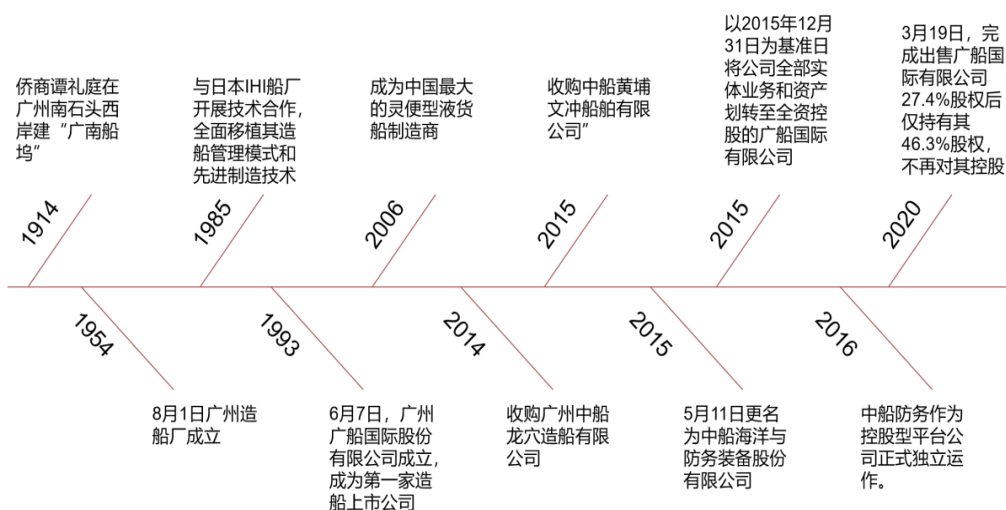 侨商谭礼庭在
广州南石头西
岸建“广南船
坞”
1914
8月1日广州造
船厂成立
1954
与日本IHI船厂
开展技术合作，
全面移植其造
船管理模式和
先进制造技术
1985
6月7日，广州
广船国际股份
有限公司成立，
成为第一家造
船上市公司
1993
成为中国最大
的灵便型液货
船制造商
2006
收购广州中船
龙穴造船有限
公司
2014
收购中船黄埔
文冲船舶有限
公司”
2015
5月11日更名
为中船海洋与
防务装备股份
有限公司
2015
以2015年12月
31日为基准日
将公司全部实
体业务和资产
划转至全资控
股的广船国际
有限公司
2015
中船防务作为
控股型平台公
司正式独立运
作。
2016
3月19日，完
成出售广船国
际有限公司
27.4%股权后
仅持有其
46.3%股权，
不再对其控股
2020